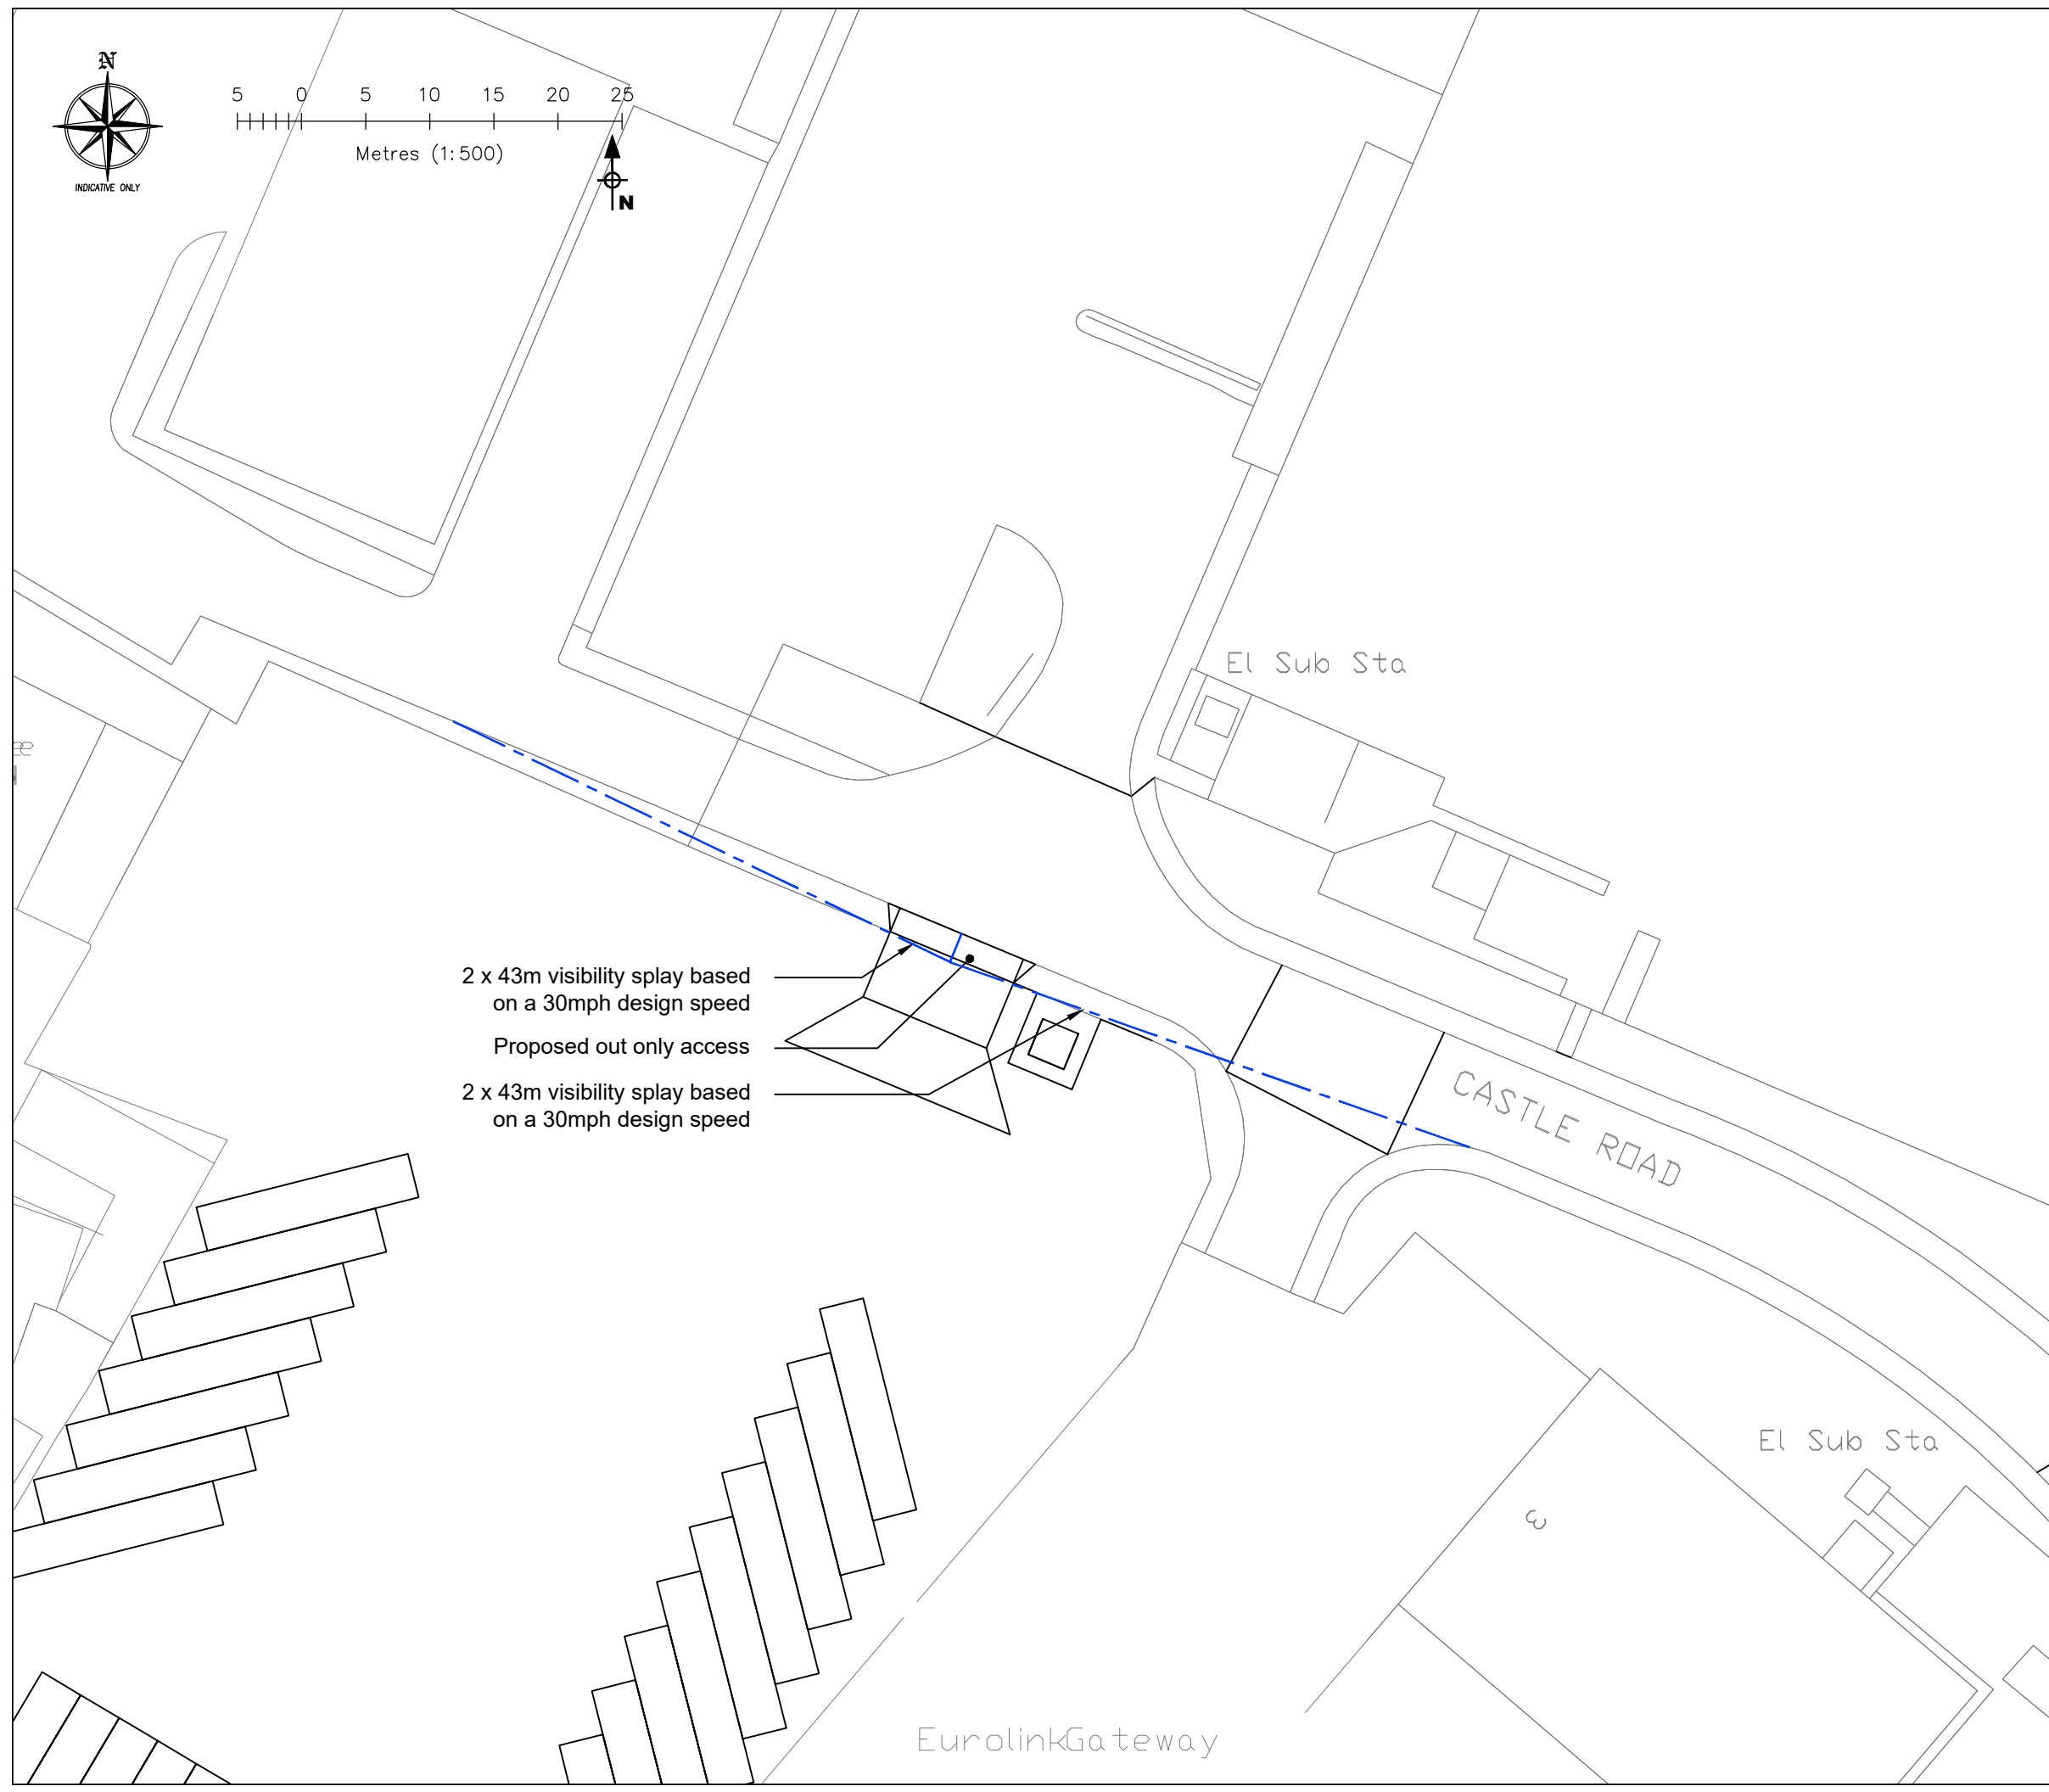 N
5 0 5 10 15 20 25
Metres (1:500)
INDICATIVE ONLY
N
El Sub Sta
2 x 43m visibility splay based
on a 30mph design speed
Proposed out only access
2 x 43m visibility splay based
on a 30mph design speed
CASTLE ROAD
El Sub Sta
3
EurolinkGateway